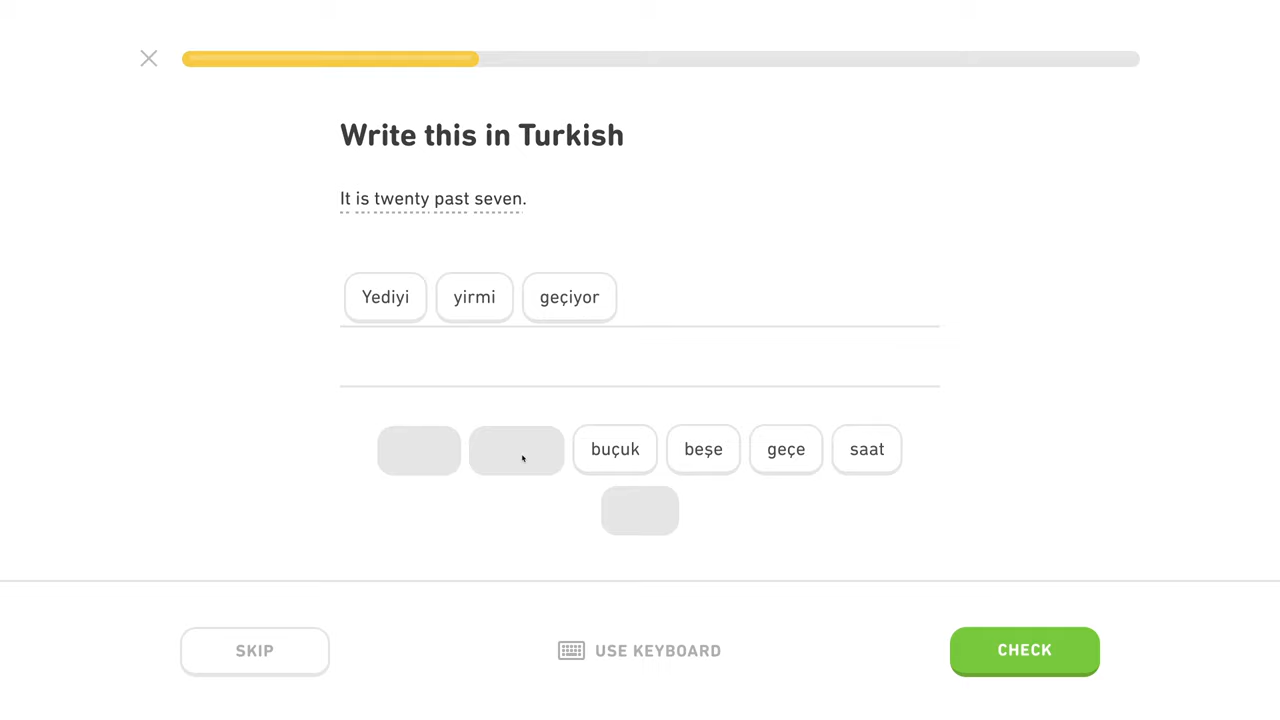 Write this in Turkish
It is twenty past seven.
Yediyi yirmi geçiyor
buçuk beşe geçe saat
SKIP USE KEYBOARD CHECK